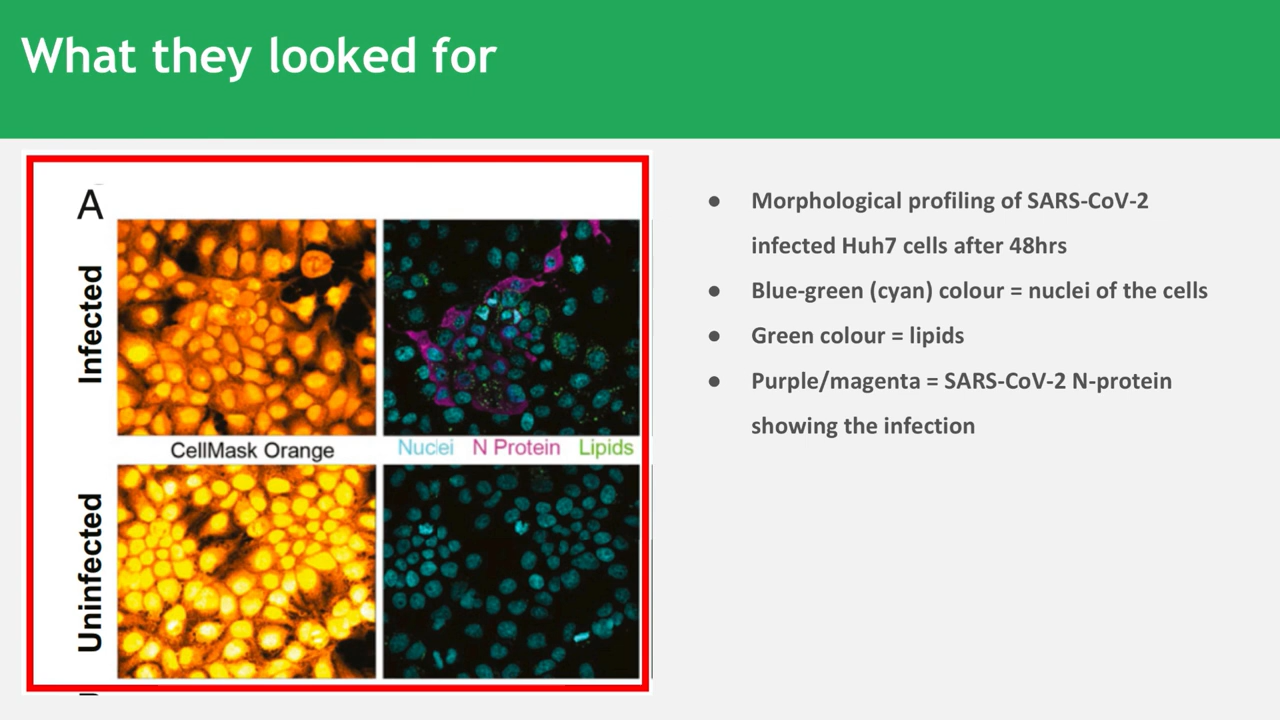 What they looked for
A
Infected
CellMask Orange
Nuclei N Protein Lipids
Uninfected
● Morphological profiling of SARS-CoV-2
infected Huh7 cells after 48hrs
● Blue-green (cyan) colour = nuclei of the cells
● Green colour = lipids
● Purple/magenta = SARS-CoV-2 N-protein
showing the infection